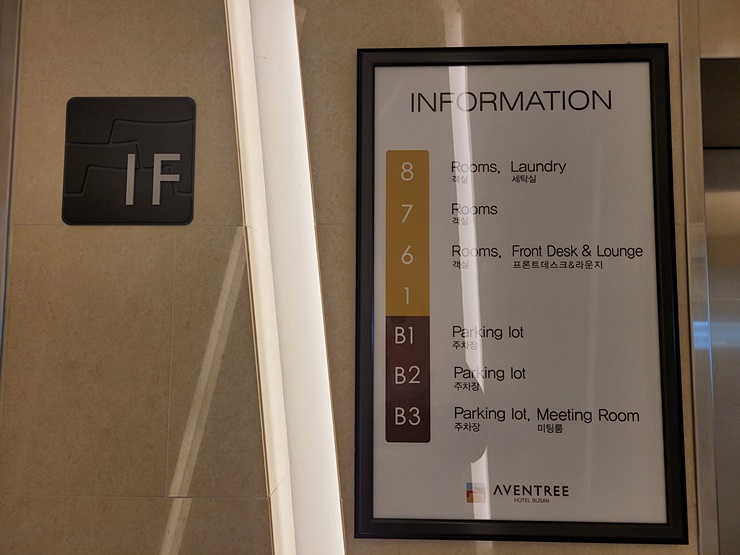 1F
INFORMATION
8 Rooms, Laundry
객실 세탁실
7 Rooms
객실
6 Rooms, Front Desk & Lounge
객실 프론트데스크&라운지
1
B1 Parking lot
주차장
B2 Parking lot
주차장
B3 Parking lot, Meeting Room
주차장 미팅룸
AVENTREE
HOTEL BUSAN